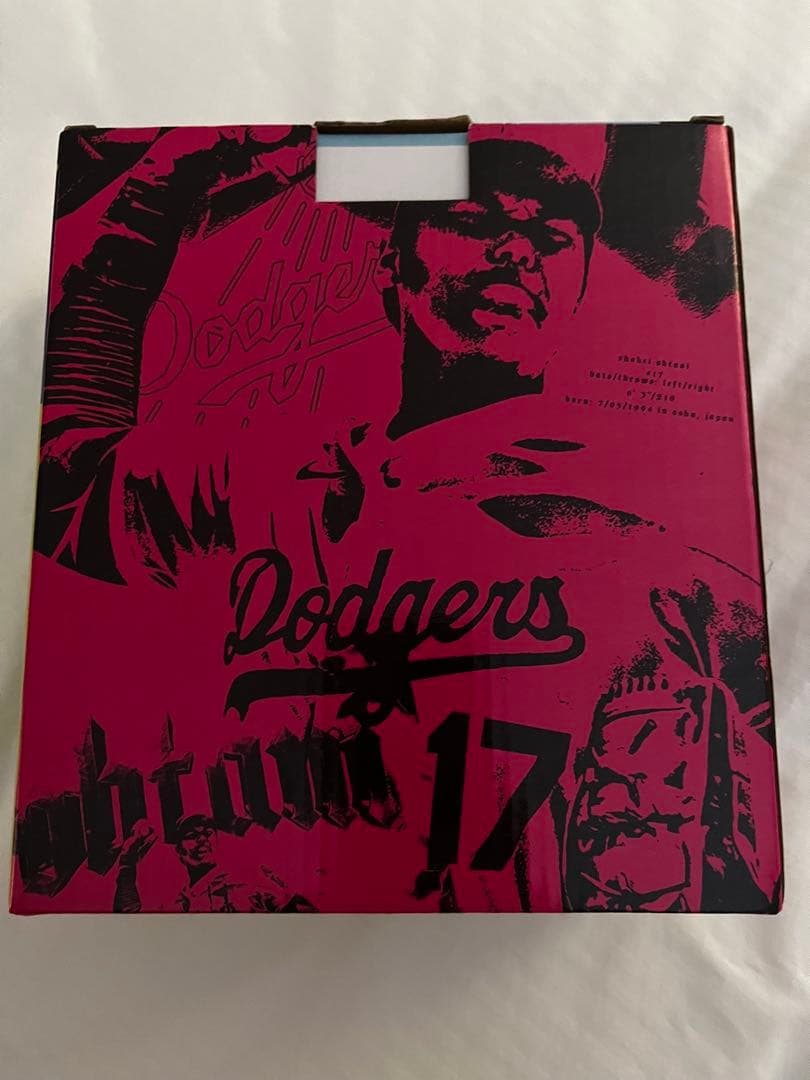 Dodgers
shohei ohtani
#17
bats/throws: left/right
6' 3"/210
born: 7/05/1994 in oshu, japan
Dodgers
17
ohtani